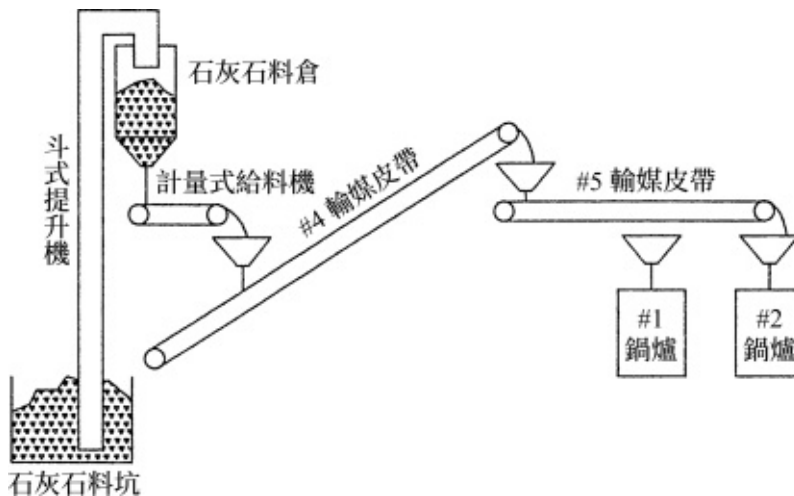 石灰石料倉
斗式提升機
計量式給料機
#4 輸媒皮帶
#5 輸媒皮帶
#1
鍋爐
#2
鍋爐
石灰石料坑